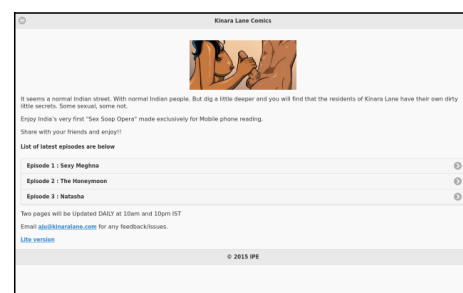 Kinara Lane Comics
It seems a normal Indian street. With normal Indian people. But dig a little deeper and you will find that the residents of Kinara Lane have their own dirty
little secrets. Some sexual, some not.
Enjoy India's very first "Sex Soap Opera" made exclusively for Mobile phone reading.
Share with your friends and enjoy!!
List of latest episodes are below
Episode 1 : Sexy Meghna
Episode 2 : The Honeymoon
Episode 3 : Natasha
Two pages will be Updated DAILY at 10am and 10pm IST
Email aju@kinaralane.com for any feedback/issues.
Lite version
© 2015 IPE